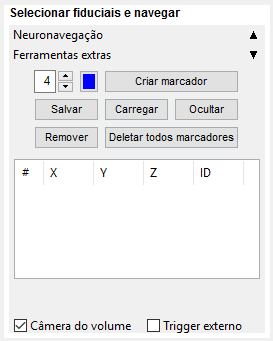 Selecionar fiduciais e navegar
Neuronavegação
Ferramentas extras
4 Criar marcador
Salvar Carregar Ocultar
Remover Deletar todos marcadores
# X Y Z ID
Câmera do volume Trigger externo